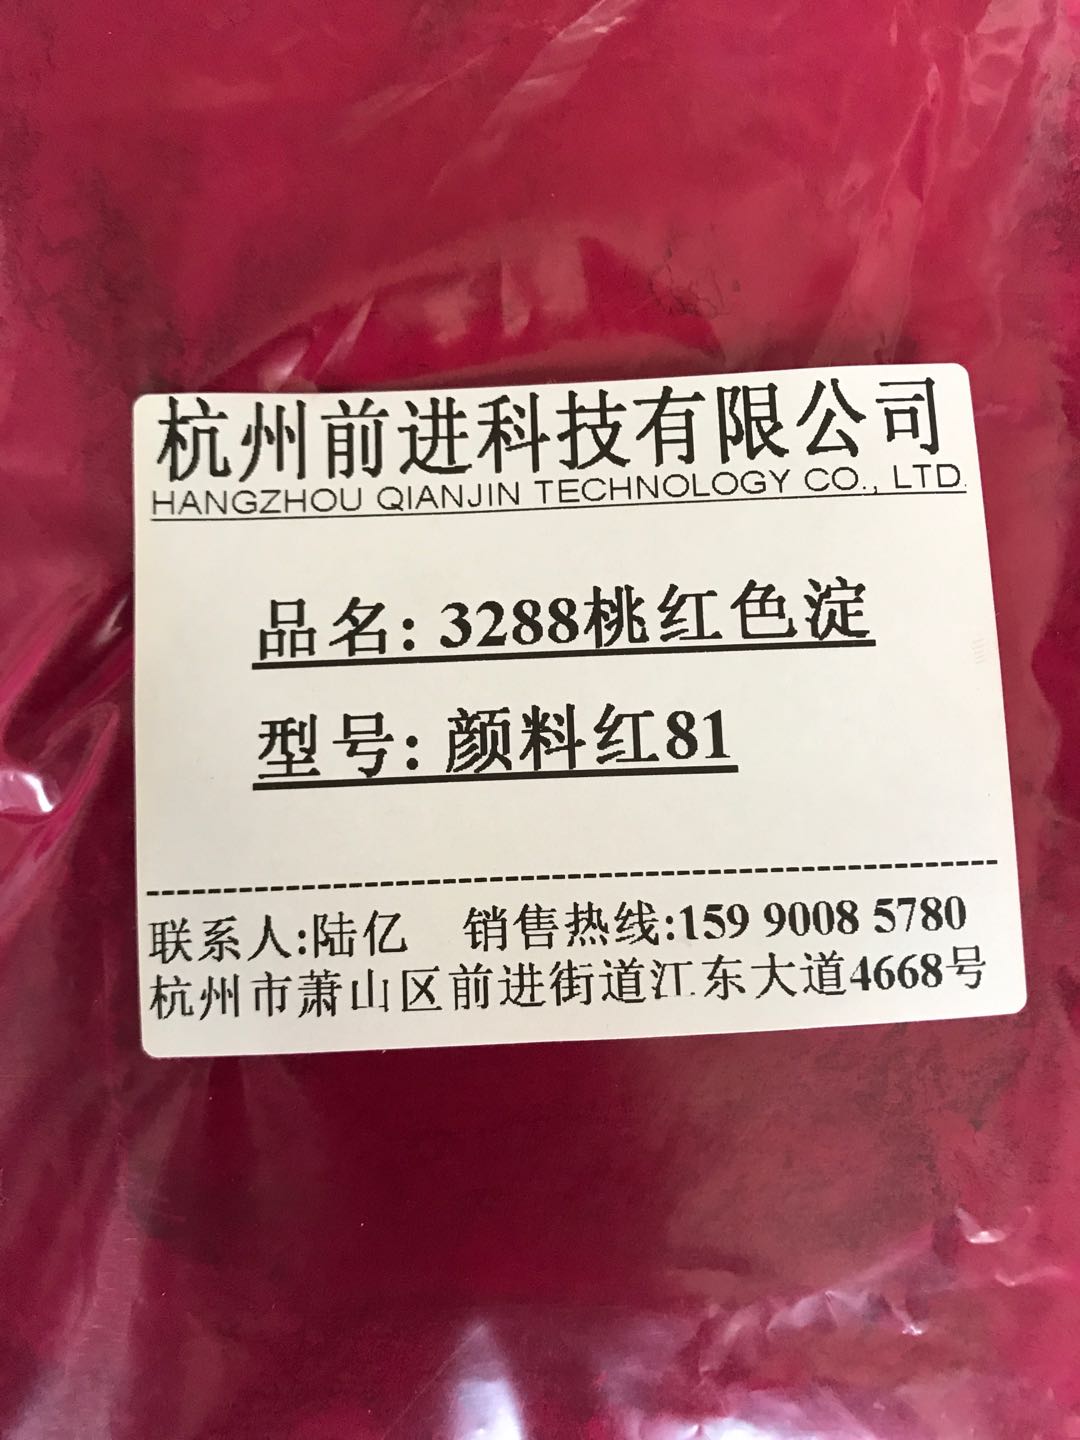 杭州前进科技有限公司
HANGZHOU QIANJIN TECHNOLOGY CO., LTD.
品名: 3288桃红色淀
型号: 颜料红81
联系人:陆亿 销售热线:159 9008 5780
杭州市萧山区前进街道江东大道4668号